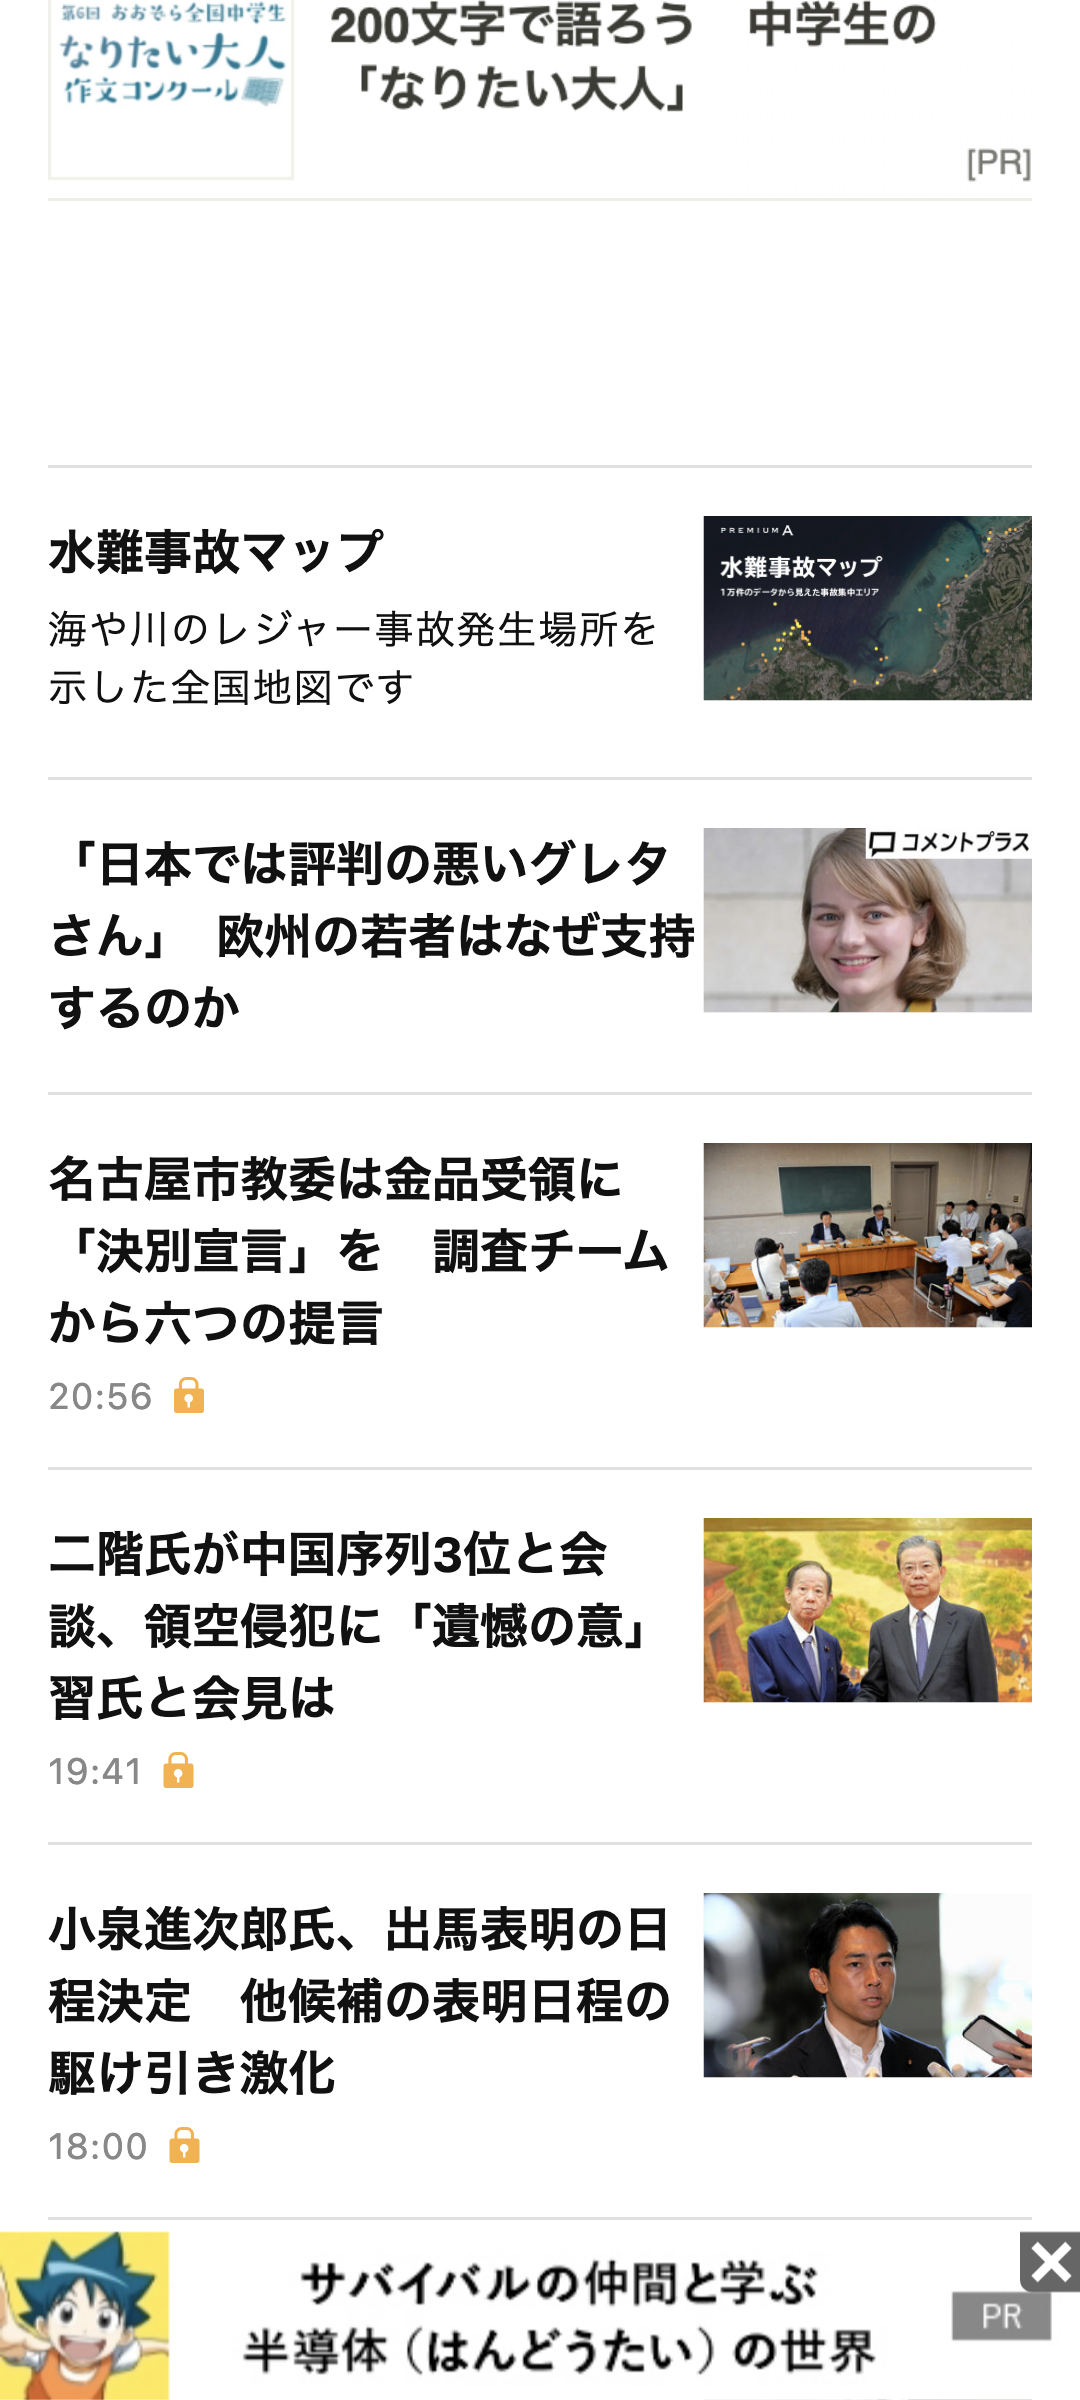 第6回 おおぞら全国中学生
なりたい大人
作文コンクール
200文字で語ろう　中学生の
「なりたい大人」
[PR]
水難事故マップ
海や川のレジャー事故発生場所を
示した全国地図です
PREMIUM A
水難事故マップ
1万件のデータから見えた事故集中エリア
「日本では評判の悪いグレタ
さん」　欧州の若者はなぜ支持
するのか
コメントプラス
名古屋市教委は金品受領に
「決別宣言」を　調査チーム
から六つの提言
20:56
二階氏が中国序列3位と会
談、領空侵犯に「遺憾の意」
習氏と会見は
19:41
小泉進次郎氏、出馬表明の日
程決定　他候補の表明日程の
駆け引き激化
18:00
サバイバルの仲間と学ぶ
半導体（はんどうたい）の世界
PR